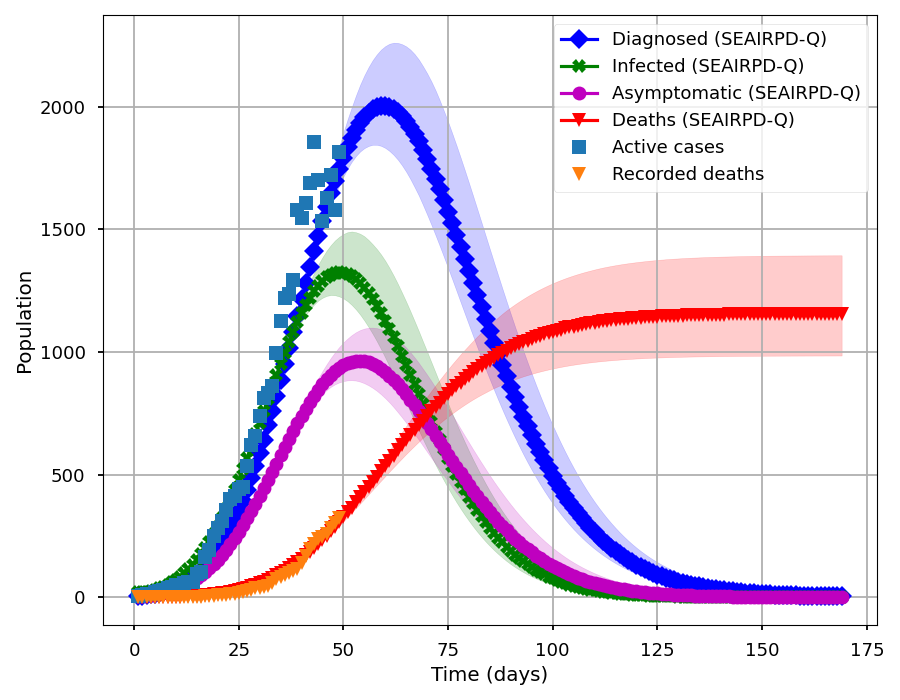 Diagnosed (SEAIRPD-Q)
Infected (SEAIRPD-Q)
Asymptomatic (SEAIRPD-Q)
Deaths (SEAIRPD-Q)
Active cases
Recorded deaths
Population
2000
1500
1000
500
0
0 25 50 75 100 125 150 175
Time (days)